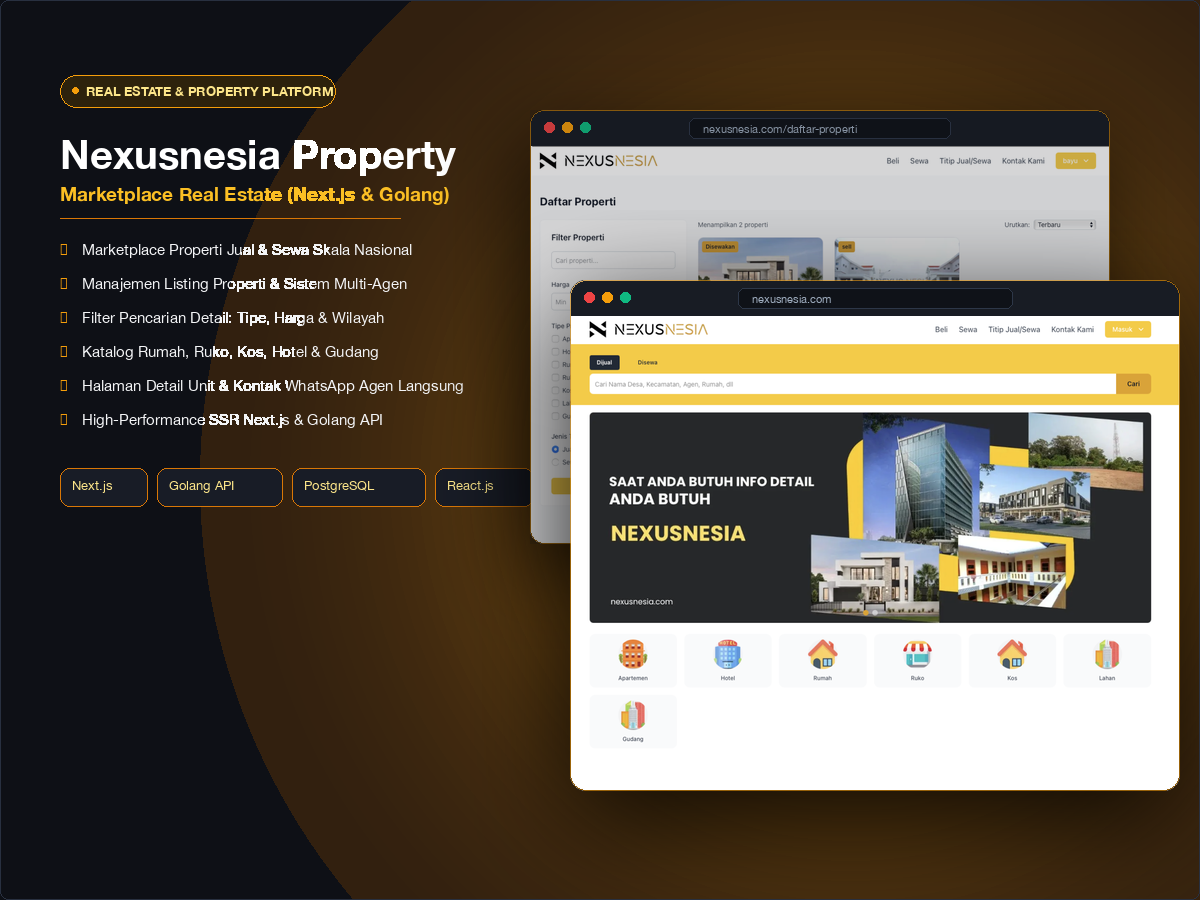 REAL ESTATE & PROPERTY PLATFORM
Nexusnesia Property
Marketplace Real Estate (Next.js & Golang)
Marketplace Properti Jual & Sewa Skala Nasional
Manajemen Listing Properti & Sistem Multi-Agen
Filter Pencarian Detail: Tipe, Harga & Wilayah
Katalog Rumah, Ruko, Kos, Hotel & Gudang
Halaman Detail Unit & Kontak WhatsApp Agen Langsung
High-Performance SSR Next.js & Golang API
Next.js
Golang API
PostgreSQL
React.js
nexusnesia.com/daftar-properti
NEXUSNESIA
Beli Sewa Titip Jual/Sewa Kontak Kami bayu
Daftar Properti
Filter Properti
Cari properti...
Harga
Min
Menampilkan 2 properti
Urutkan: Terbaru
Disewakan
sell
nexusnesia.com
NEXUSNESIA
Beli Sewa Titip Jual/Sewa Kontak Kami Masuk
Dijual Disewa
Cari Nama Desa, Kecamatan, Agen, Rumah, dll
Cari
SAAT ANDA BUTUH INFO DETAIL
ANDA BUTUH
NEXUSNESIA
nexusnesia.com
Apartemen Hotel Rumah Ruko Kos Lahan
Gudang